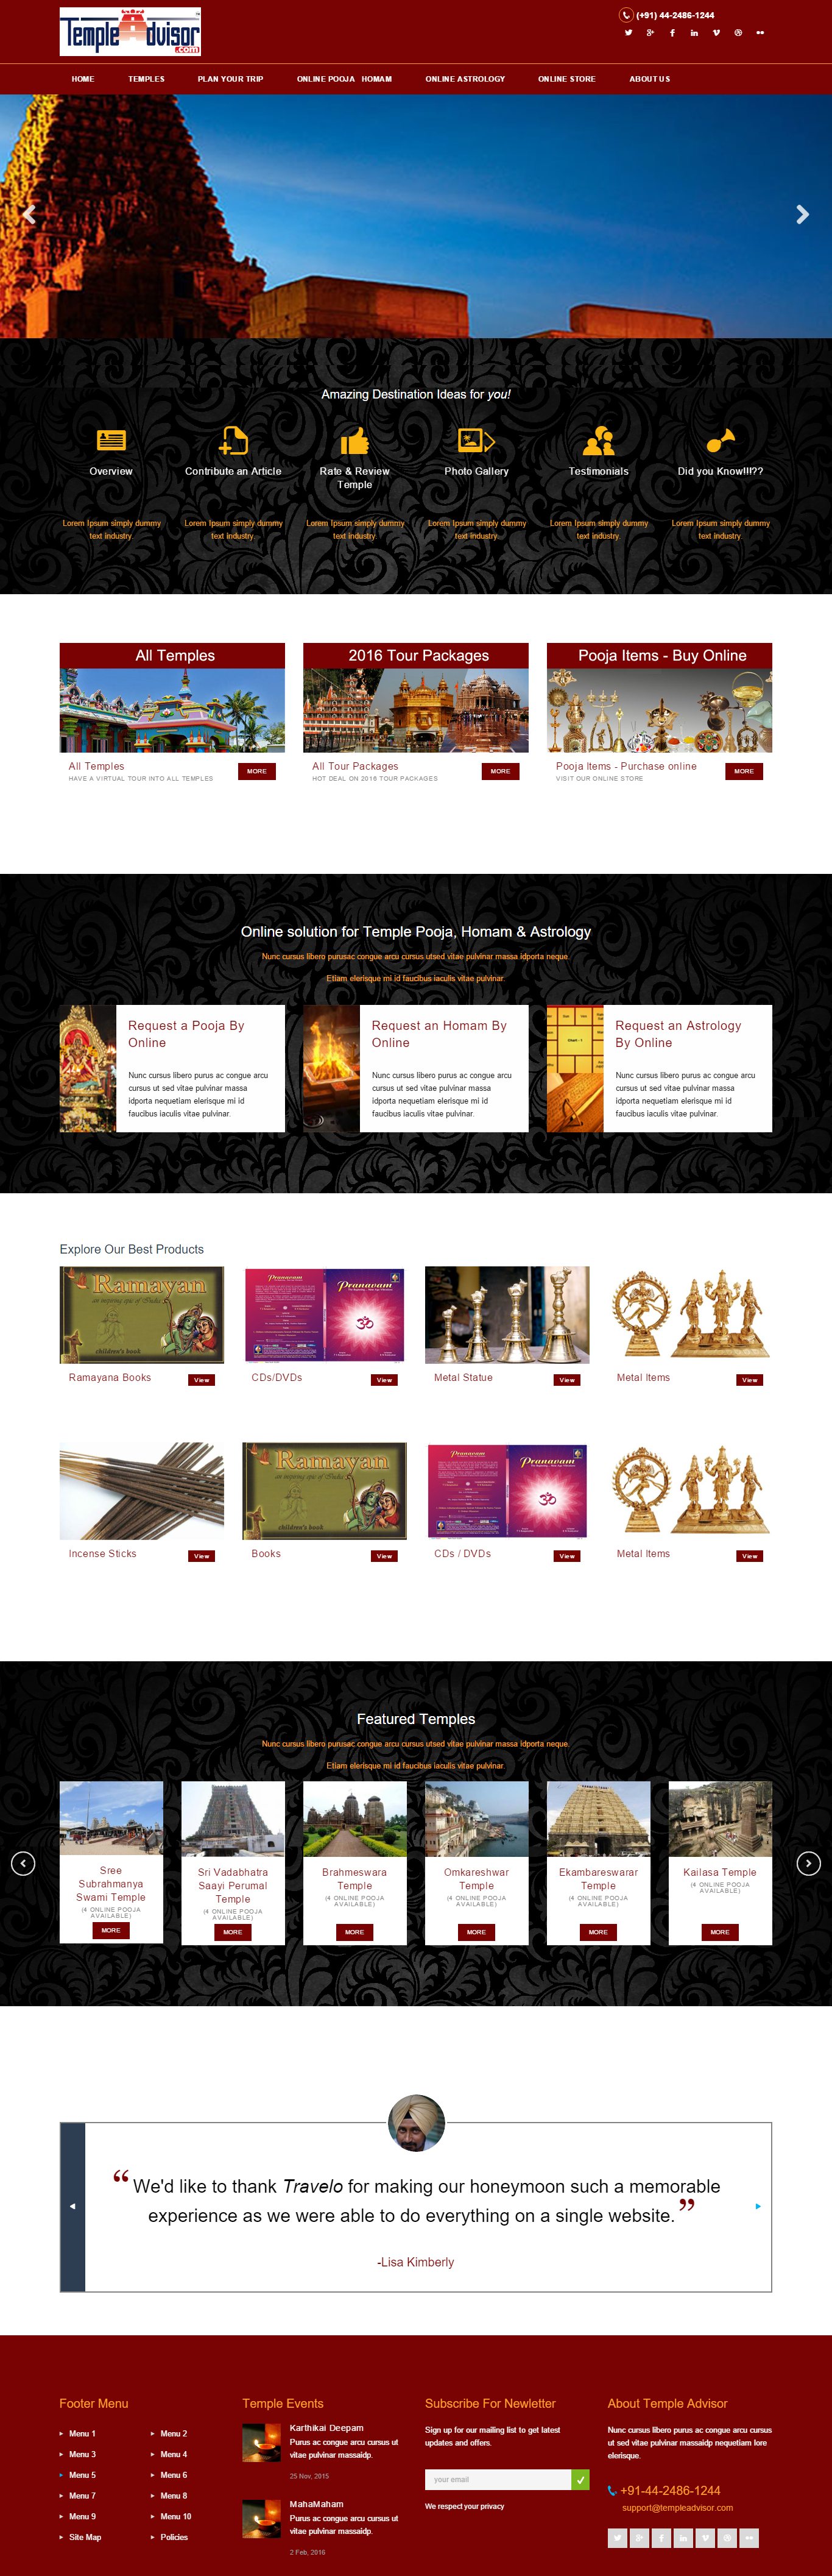 Temple Advisor
.com
(+91) 44-2486-1244
HOME TEMPLES PLAN YOUR TRIP ONLINE POOJA HOMAM ONLINE ASTROLOGY ONLINE STORE ABOUT US
Amazing Destination Ideas for you!
Overview
Contribute an Article
Rate & Review
Temple
Photo Gallery
Testimonials
Did you Know!!!??
Lorem Ipsum simply dummy
text industry.
Lorem Ipsum simply dummy
text industry.
Lorem Ipsum simply dummy
text industry.
Lorem Ipsum simply dummy
text industry.
Lorem Ipsum simply dummy
text industry.
Lorem Ipsum simply dummy
text industry.
All Temples
All Temples
HAVE A VIRTUAL TOUR INTO ALL TEMPLES
MORE
2016 Tour Packages
All Tour Packages
HOT DEAL ON 2016 TOUR PACKAGES
MORE
Pooja Items - Buy Online
Pooja Items - Purchase online
VISIT OUR ONLINE STORE
MORE
Online solution for Temple Pooja, Homam & Astrology
Nunc cursus libero purusac congue arcu cursus utsed vitae pulvinar massa idporta neque.
Etiam elerisque mi id faucibus iaculis vitae pulvinar.
Request a Pooja By
Online
Nunc cursus libero purus ac congue arcu
cursus ut sed vitae pulvinar massa
idporta nequetiam elerisque mi id
faucibus iaculis vitae pulvinar.
Request an Homam By
Online
Nunc cursus libero purus ac congue arcu
cursus ut sed vitae pulvinar massa
idporta nequetiam elerisque mi id
faucibus iaculis vitae pulvinar.
Chart - 1
Request an Astrology
By Online
Nunc cursus libero purus ac congue arcu
cursus ut sed vitae pulvinar massa
idporta nequetiam elerisque mi id
faucibus iaculis vitae pulvinar.
Explore Our Best Products
Ramayan
an inspiring epic of India
children's book
Ramayana Books
View
Pranavam
Pranavam
CDs/DVDs
View
Metal Statue
View
Metal Items
View
Incense Sticks
View
Ramayan
an inspiring epic of India
children's book
Books
View
Pranavam
Pranavam
CDs / DVDs
View
Metal Items
View
Featured Temples
Nunc cursus libero purusac congue arcu cursus utsed vitae pulvinar massa idporta neque.
Etiam elerisque mi id faucibus iaculis vitae pulvinar.
Sree
Subrahmanya
Swami Temple
(4 ONLINE POOJA
AVAILABLE)
MORE
Sri Vadabhatra
Saayi Perumal
Temple
(4 ONLINE POOJA
AVAILABLE)
MORE
Brahmeswara
Temple
(4 ONLINE POOJA
AVAILABLE)
MORE
Omkareshwar
Temple
(4 ONLINE POOJA
AVAILABLE)
MORE
Ekambareswarar
Temple
(4 ONLINE POOJA
AVAILABLE)
MORE
Kailasa Temple
(4 ONLINE POOJA
AVAILABLE)
MORE
“We'd like to thank Travelo for making our honeymoon such a memorable
experience as we were able to do everything on a single website.”
-Lisa Kimberly
Footer Menu
Menu 1 Menu 2
Menu 3 Menu 4
Menu 5 Menu 6
Menu 7 Menu 8
Menu 9 Menu 10
Site Map Policies
Temple Events
Karthikai Deepam
Purus ac congue arcu cursus ut
vitae pulvinar massaidp.
25 Nov, 2015
MahaMaham
Purus ac congue arcu cursus ut
vitae pulvinar massaidp.
2 Feb, 2016
Subscribe For Newletter
Sign up for our mailing list to get latest
updates and offers.
your email
We respect your privacy
About Temple Advisor
Nunc cursus libero purus ac congue arcu cursus
ut sed vitae pulvinar massaidp nequetiam lore
elerisque.
+91-44-2486-1244
support@templeadvisor.com